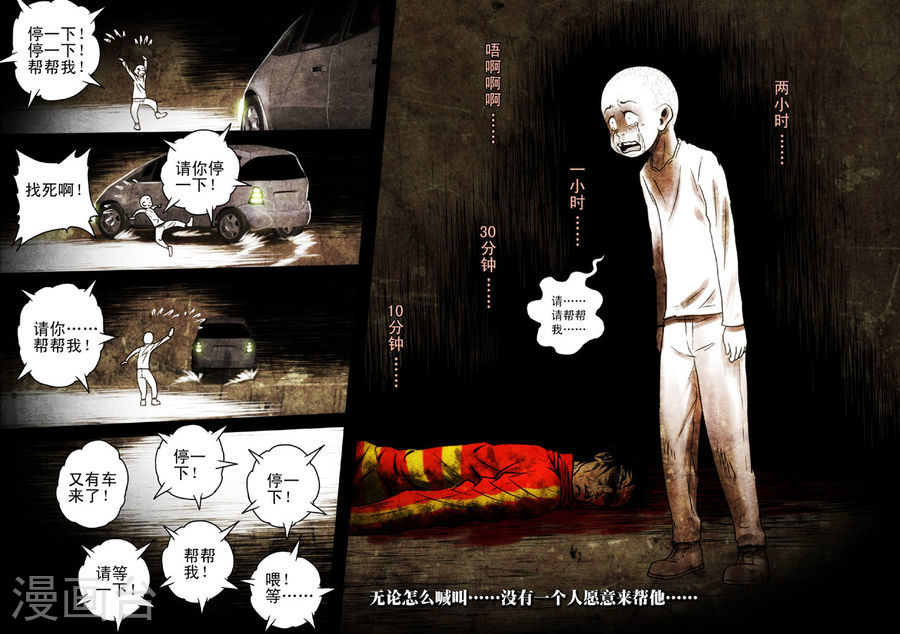 停一下！
停一下！
帮帮我！
找死啊！
请你停
一下！
请你……
帮帮我！
又有车
来了！
停一
下！
停一
下！
请等
一下！
帮帮
我！
喂！
等……
10分钟……
30分钟……
一小时……
两小时……
唔啊啊啊……
请……
请帮帮
我……
无论怎么喊叫……没有一个人愿意来帮他……
漫画台